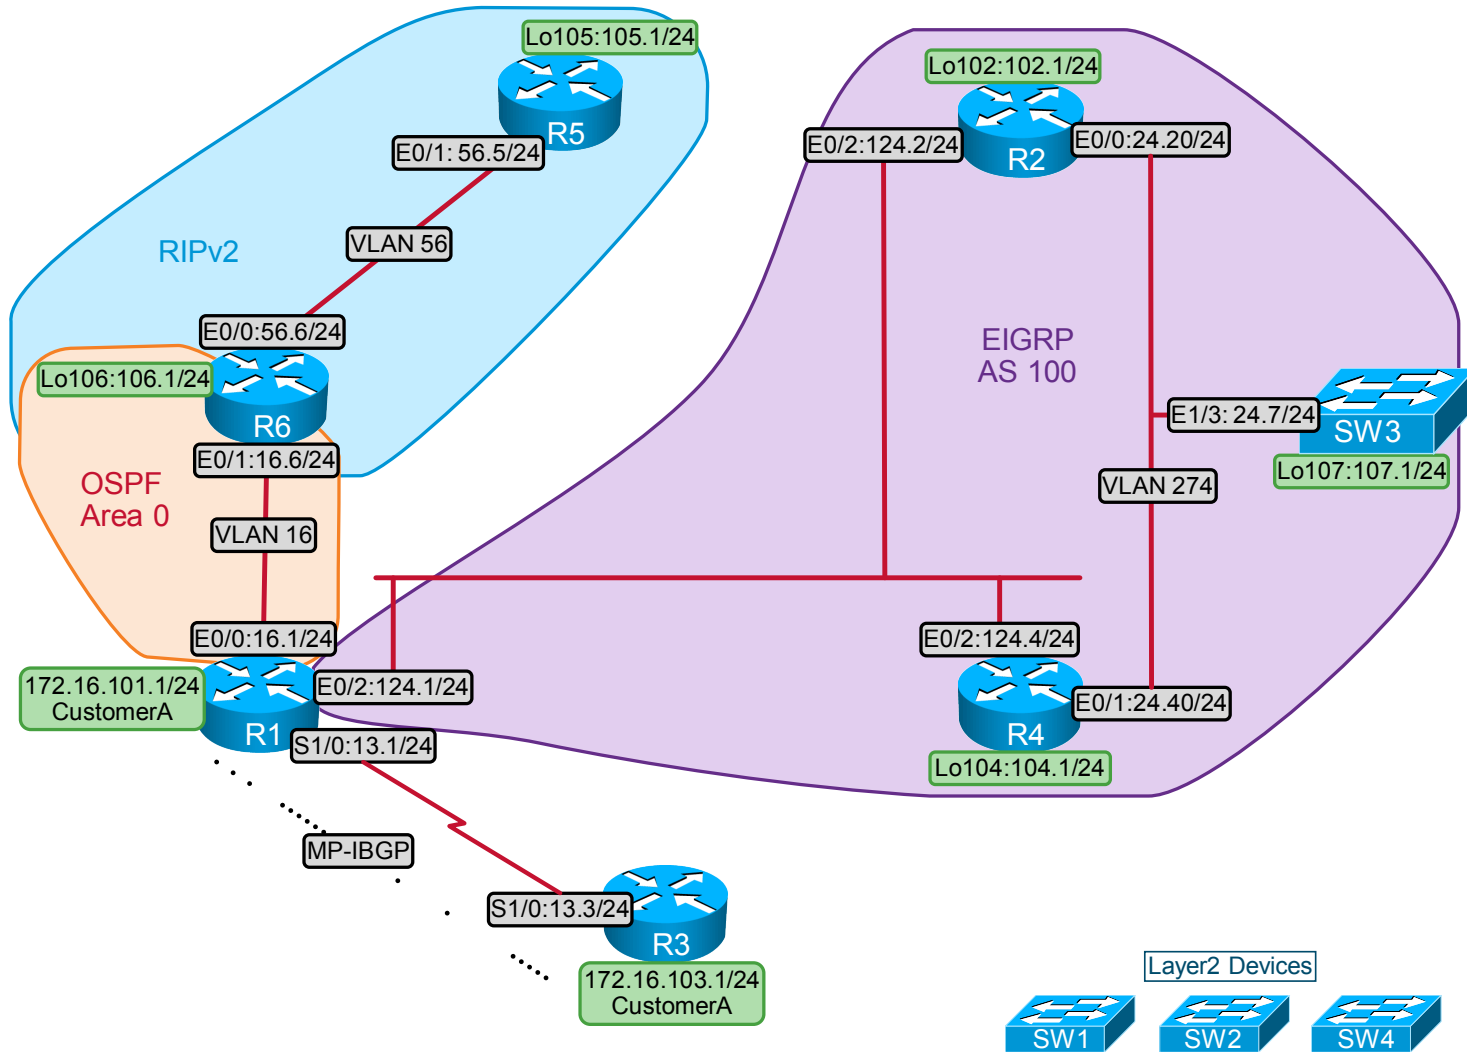 Lo105:105.1/24
R5
E0/1: 56.5/24
VLAN 56
RIPv2
E0/0:56.6/24
Lo106:106.1/24
R6
E0/1:16.6/24
OSPF
Area 0
VLAN 16
E0/0:16.1/24
172.16.101.1/24
CustomerA
R1
E0/2:124.1/24
S1/0:13.1/24
MP-IBGP
S1/0:13.3/24
R3
172.16.103.1/24
CustomerA
Lo102:102.1/24
R2
E0/2:124.2/24
E0/0:24.20/24
EIGRP
AS 100
E1/3: 24.7/24
SW3
Lo107:107.1/24
VLAN 274
E0/2:124.4/24
E0/1:24.40/24
R4
Lo104:104.1/24
Layer2 Devices
SW1
SW2
SW4